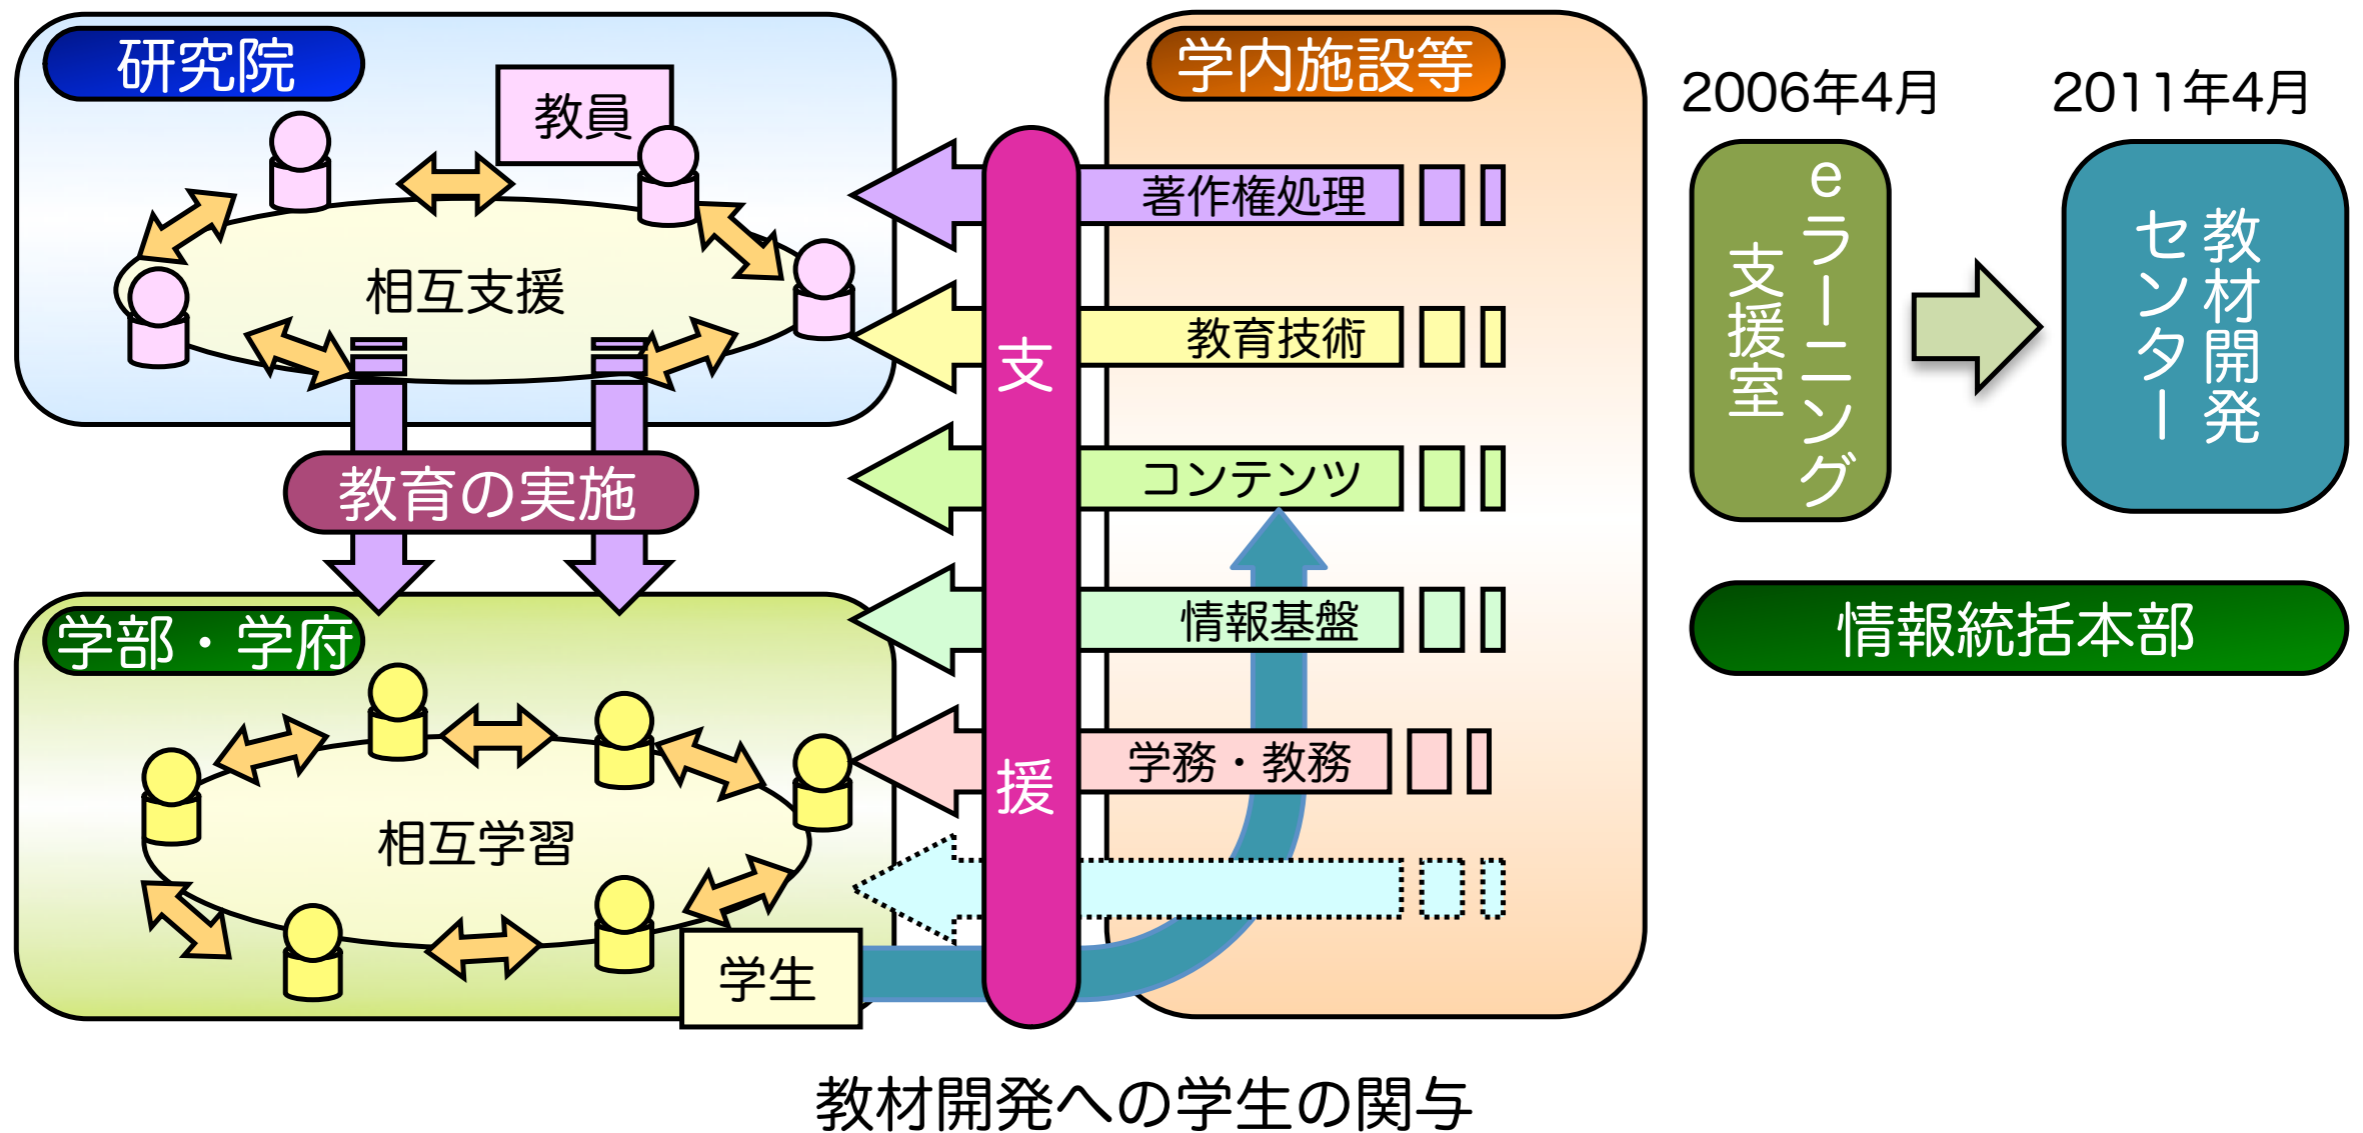 研究院
教員
相互支援
教育の実施
学部・学府
相互学習
学生
支援
学内施設等
著作権処理
教育技術
コンテンツ
情報基盤
学務・教務
2006年4月
eラーニング
支援室
2011年4月
教材開発
センター
情報統括本部
教材開発への学生の関与